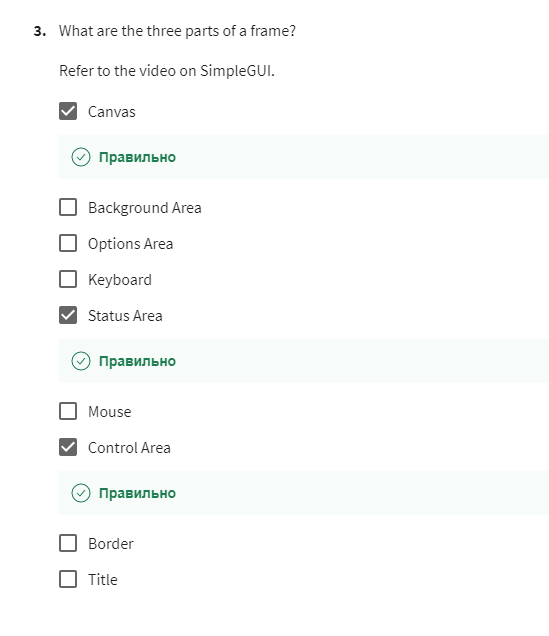 3. What are the three parts of a frame?
Refer to the video on SimpleGUI.
Canvas
Правильно
Background Area
Options Area
Keyboard
Status Area
Правильно
Mouse
Control Area
Правильно
Border
Title